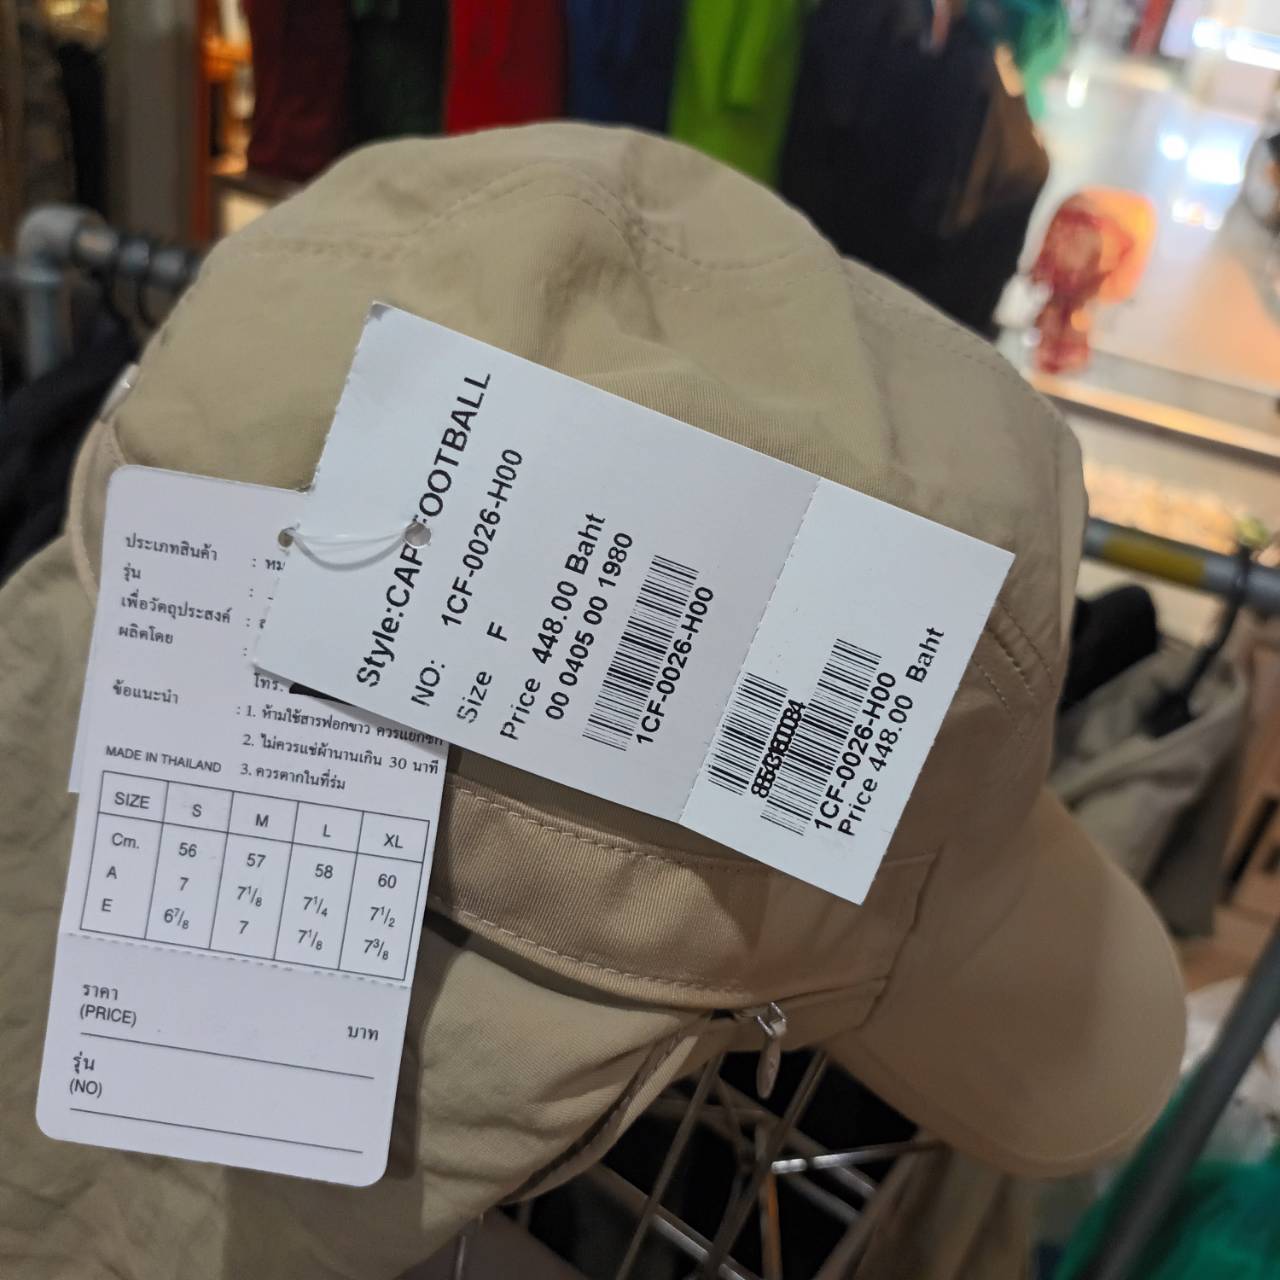 Style:CAP FOOTBALL
NO: 1CF-0026-H00
Size F
Price 448.00 Baht
00 0405 00 1980
1CF-0026-H00
1CF-0026-H00
Price 448.00 Baht
ประเภทสินค้า :
รุ่น :
เพื่อวัตถุประสงค์ :
ผลิตโดย :
โทร.
ข้อแนะนำ : 1. ห้ามใช้สารฟอกขาว ควรแยกซัก
2. ไม่ควรแช่ผ้านานเกิน 30 นาที
MADE IN THAILAND 3. ควรตากในที่ร่ม
SIZE S M L XL
Cm. 56 57 58 60
A 7 7 1/8 7 1/4 7 1/2
E 6 7/8 7 7 1/8 7 3/8
ราคา
(PRICE) บาท
รุ่น
(NO)